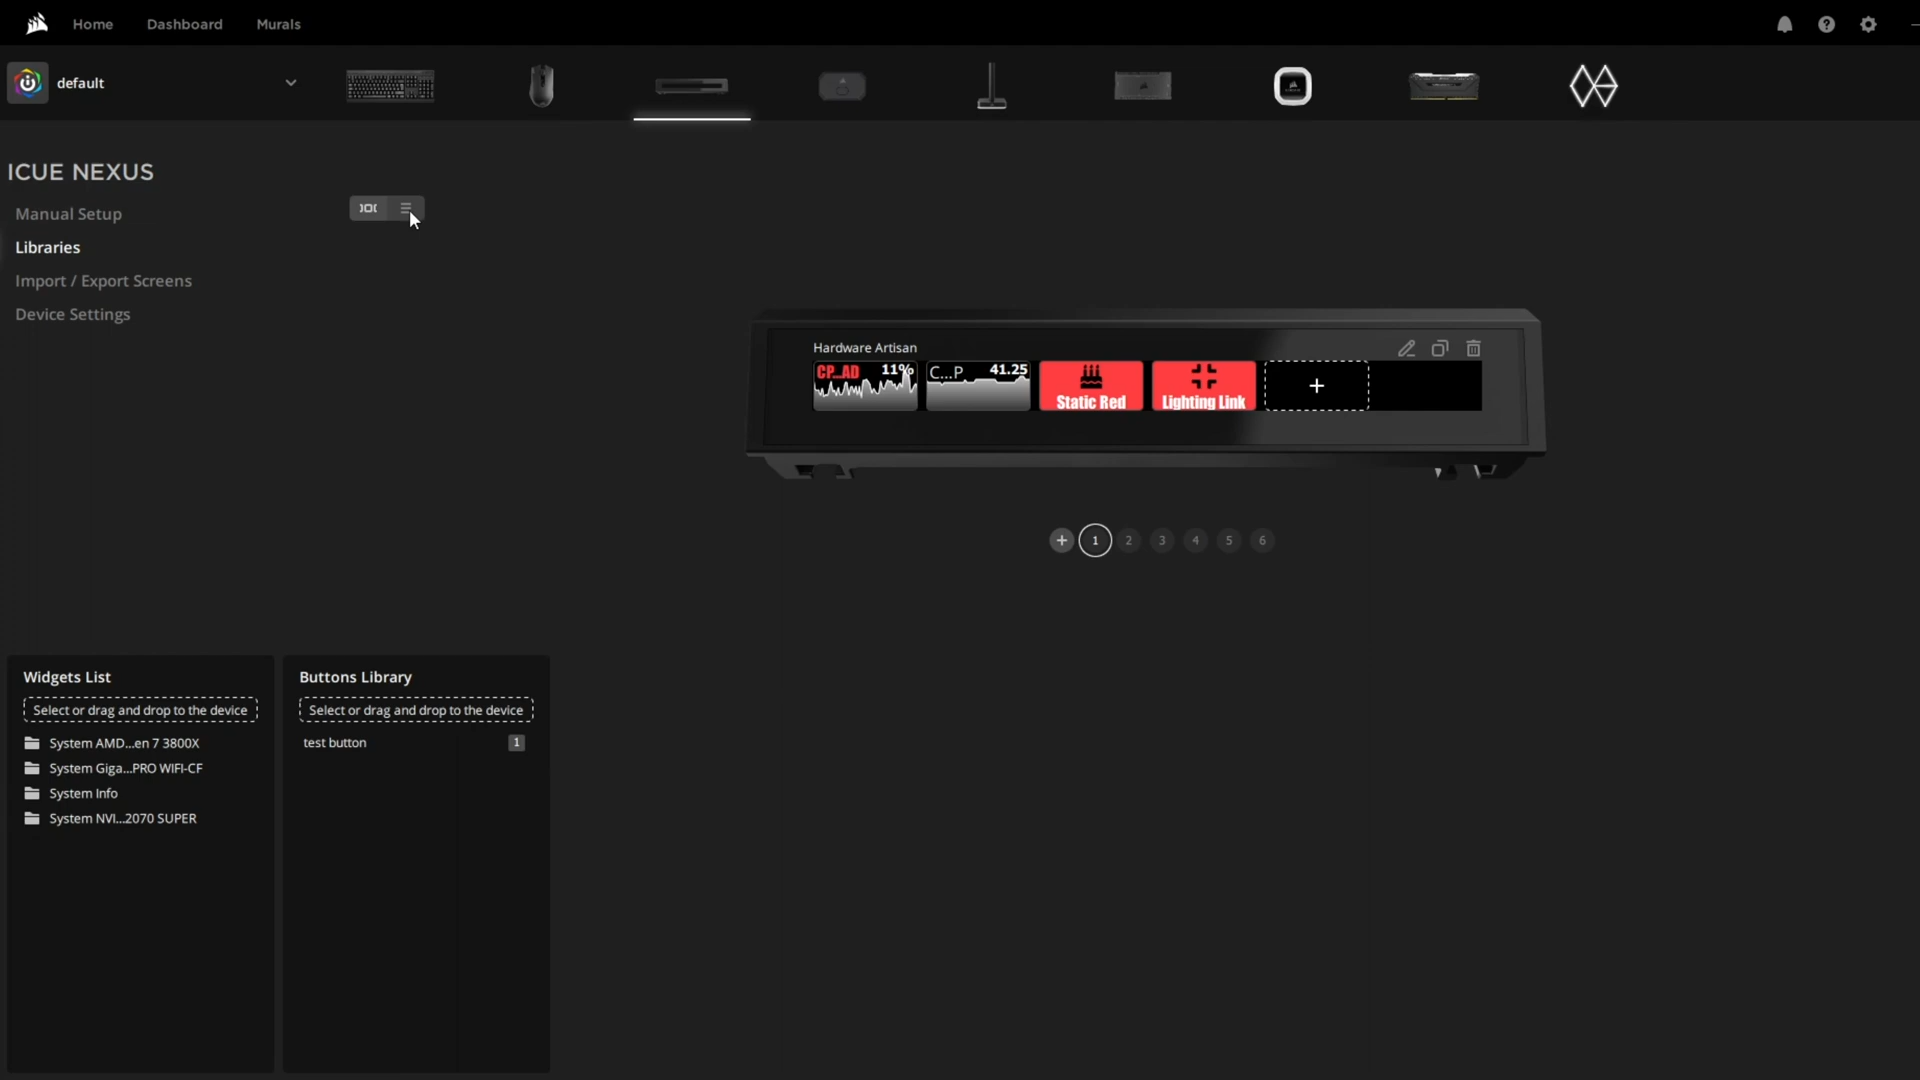 Home Dashboard Murals
default
ICUE NEXUS
Manual Setup
Libraries
Import / Export Screens
Device Settings
Hardware Artisan
CP...AD 11%
C...P 41.25
Static Red
Lighting Link
+
+ 1 2 3 4 5 6
Widgets List
Select or drag and drop to the device
System AMD...en 7 3800X
System Giga...PRO WIFI-CF
System Info
System NVI...2070 SUPER
Buttons Library
Select or drag and drop to the device
test button 1